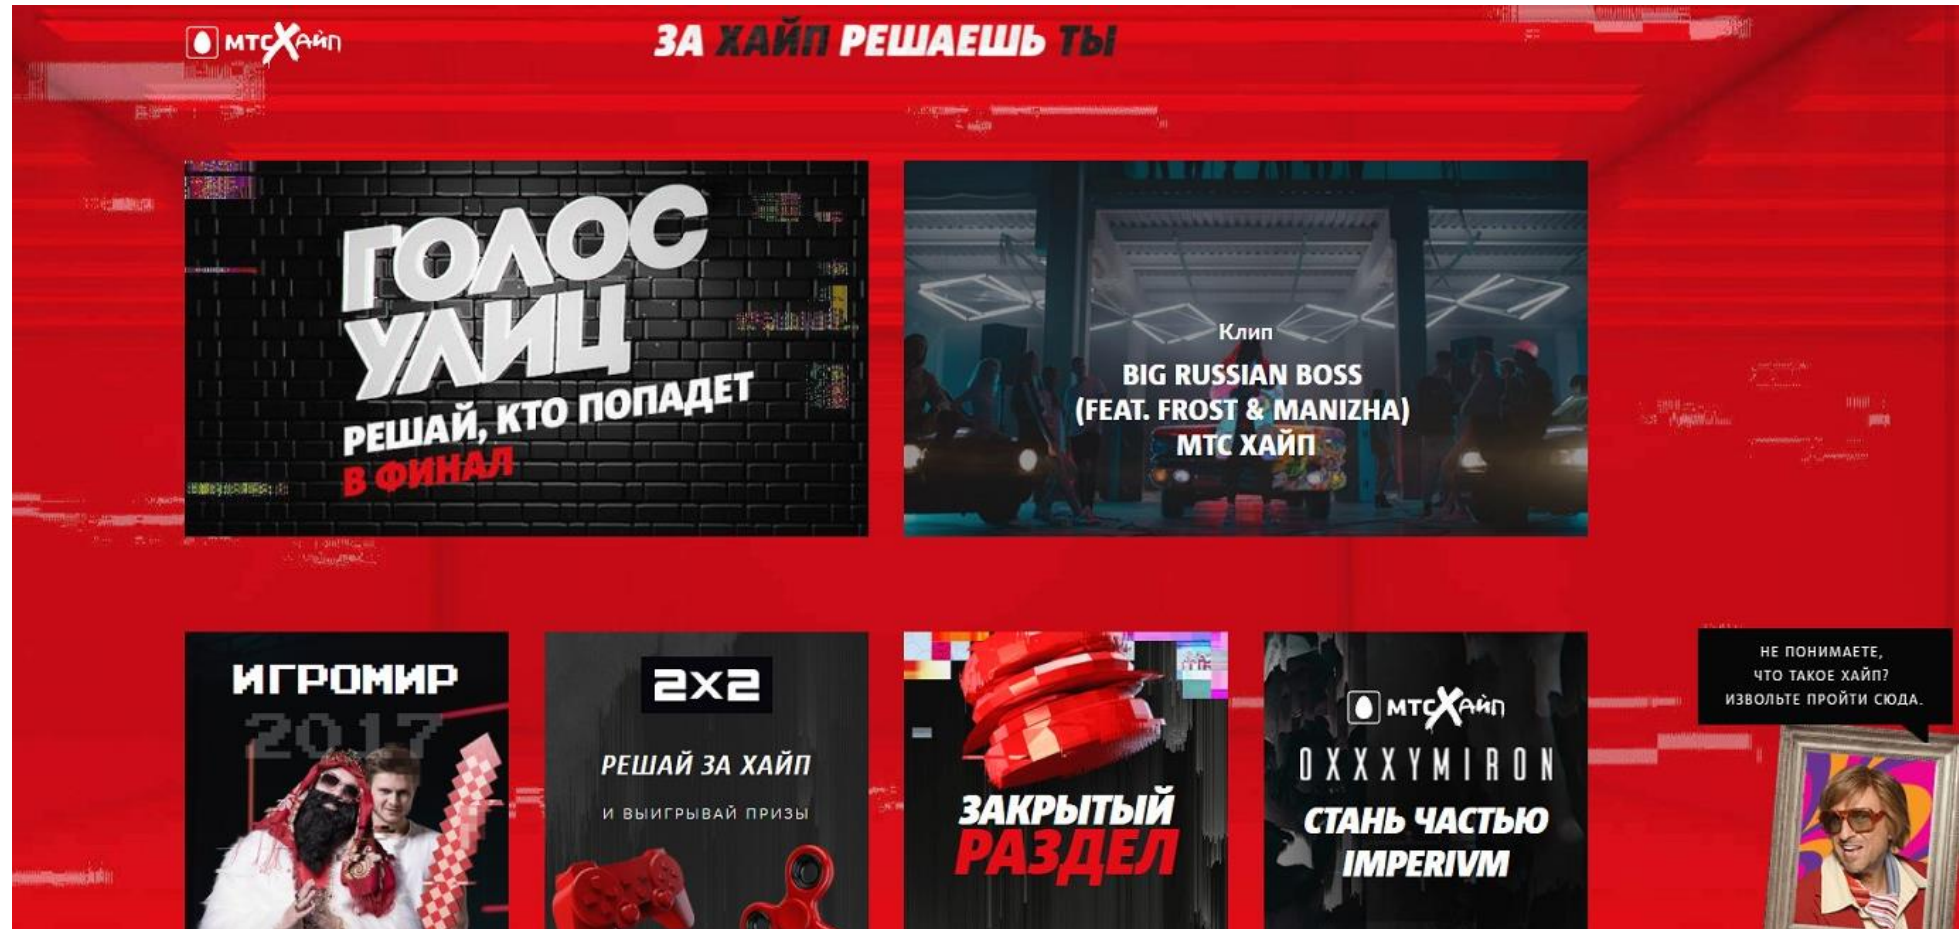 МТС Хайп
ЗА ХАЙП РЕШАЕШЬ ТЫ
ГОЛОС
УЛИЦ
РЕШАЙ, КТО ПОПАДЕТ
В ФИНАЛ
Клип
BIG RUSSIAN BOSS
(FEAT. FROST & MANIZHA)
МТС ХАЙП
ИГРОМИР
2017
2x2
РЕШАЙ ЗА ХАЙП
И ВЫИГРЫВАЙ ПРИЗЫ
ЗАКРЫТЫЙ
РАЗДЕЛ
МТС Хайп
OXXXYMIRON
СТАНЬ ЧАСТЬЮ
IMPERIVM
НЕ ПОНИМАЕТЕ,
ЧТО ТАКОЕ ХАЙП?
ИЗВОЛЬТЕ ПРОЙТИ СЮДА.